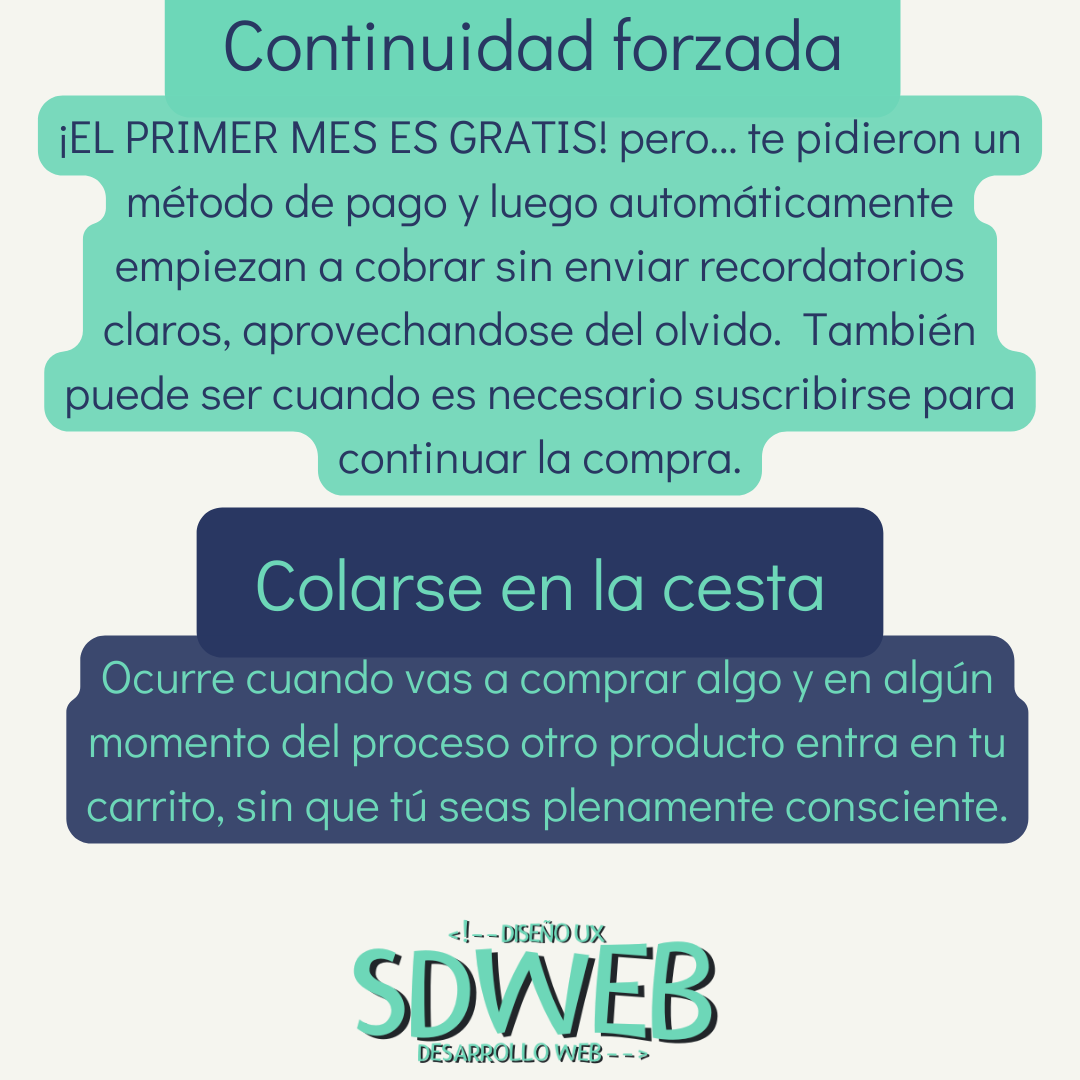 Continuidad forzada
¡EL PRIMER MES ES GRATIS! pero... te pidieron un
método de pago y luego automáticamente
empiezan a cobrar sin enviar recordatorios
claros, aprovechandose del olvido.  También
puede ser cuando es necesario suscribirse para
continuar la compra.
Colarse en la cesta
Ocurre cuando vas a comprar algo y en algún
momento del proceso otro producto entra en tu
carrito, sin que tú seas plenamente consciente.
<!--DISEÑO UX
SDWEB
DESARROLLO WEB-->